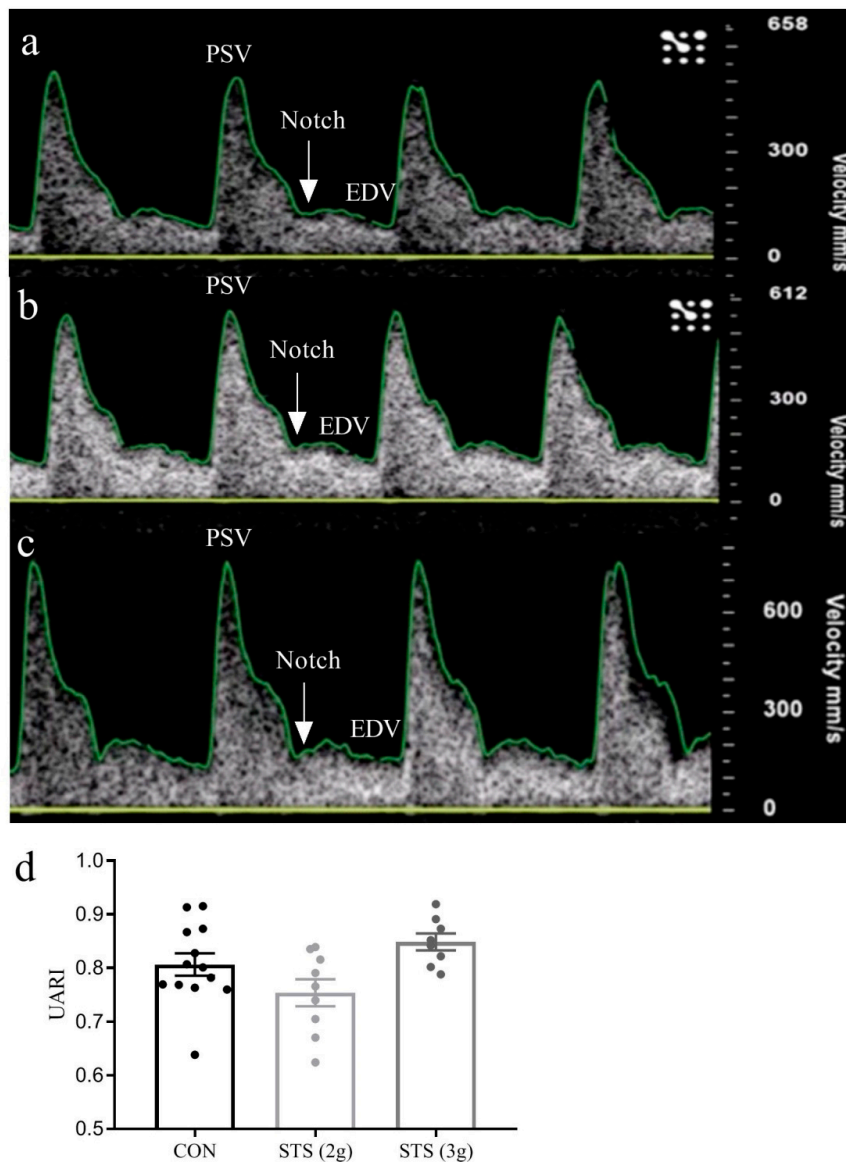 a
PSV
Notch
EDV
658
300
0
Velocity mm/s
b
PSV
Notch
EDV
612
300
0
Velocity mm/s
c
PSV
Notch
EDV
600
300
0
Velocity mm/s
d
UARI
1.0
0.9
0.8
0.7
0.6
0.5
CON STS (2g) STS (3g)